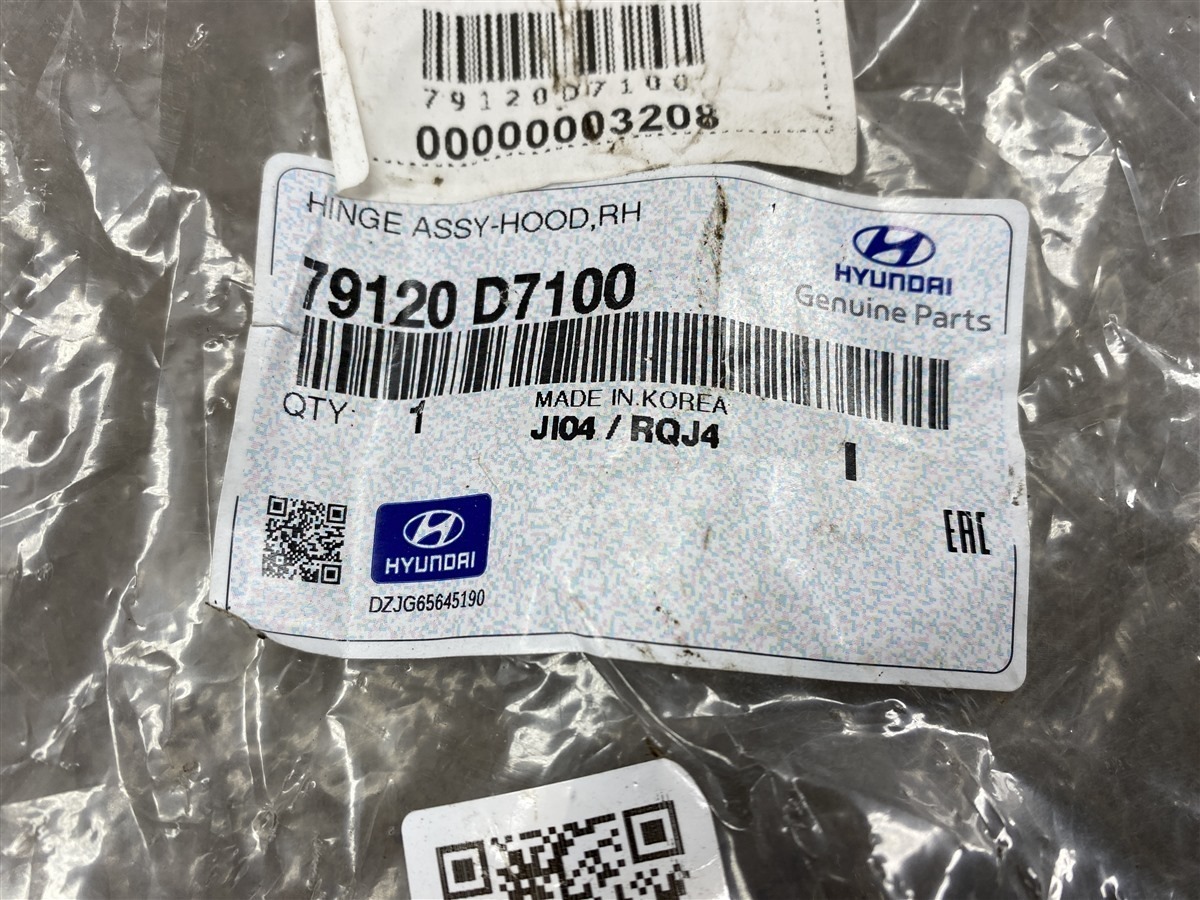 79120D7100
00000003208
HINGE ASSY-HOOD,RH
79120 D7100
HYUNDAI
Genuine Parts
QTY: 1
MADE IN KOREA
JI04 / RQJ4
I
EAC
HYUNDAI
DZJG65645190